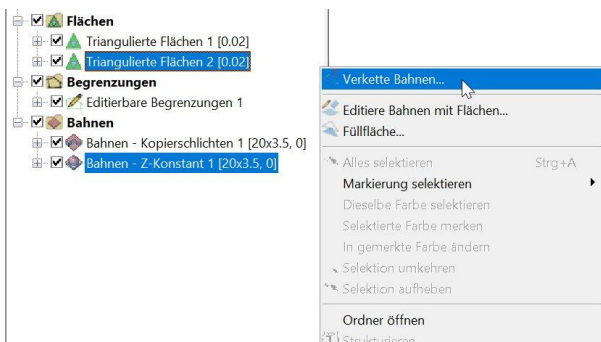 Flächen
Triangulierte Flächen 1 [0.02]
Triangulierte Flächen 2 [0.02]
Begrenzungen
Editierbare Begrenzungen 1
Bahnen
Bahnen - Kopierschlichten 1 [20x3.5, 0]
Bahnen - Z-Konstant 1 [20x3.5, 0]
Verkette Bahnen...
Editiere Bahnen mit Flächen...
Füllfläche...
Alles selektieren Strg+A
Markierung selektieren
Dieselbe Farbe selektieren
Selektierte Farbe merken
In gemerkte Farbe ändern
Selektion umkehren
Selektion aufheben
Ordner öffnen
Strukturieren